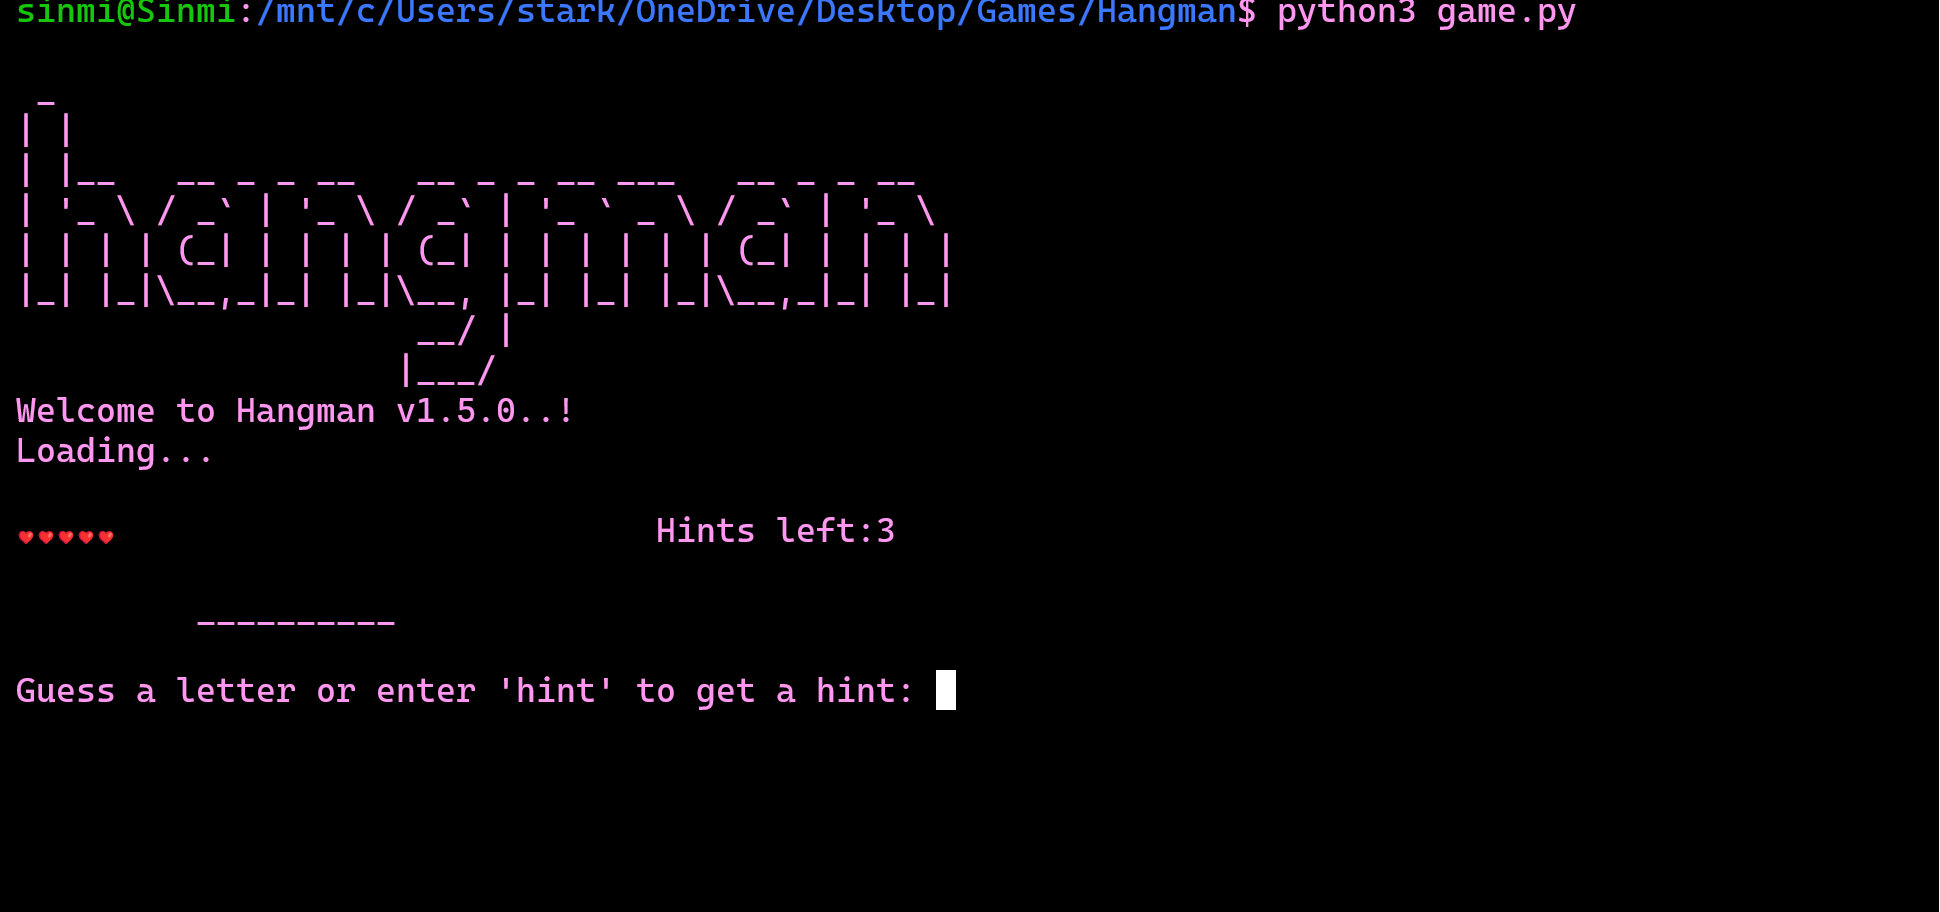 sinmi@Sinmi:/mnt/c/Users/stark/OneDrive/Desktop/Games/Hangman$ python3 game.py
hangman
Welcome to Hangman v1.5.0..!
Loading...
Hints left:3
__________
Guess a letter or enter 'hint' to get a hint: